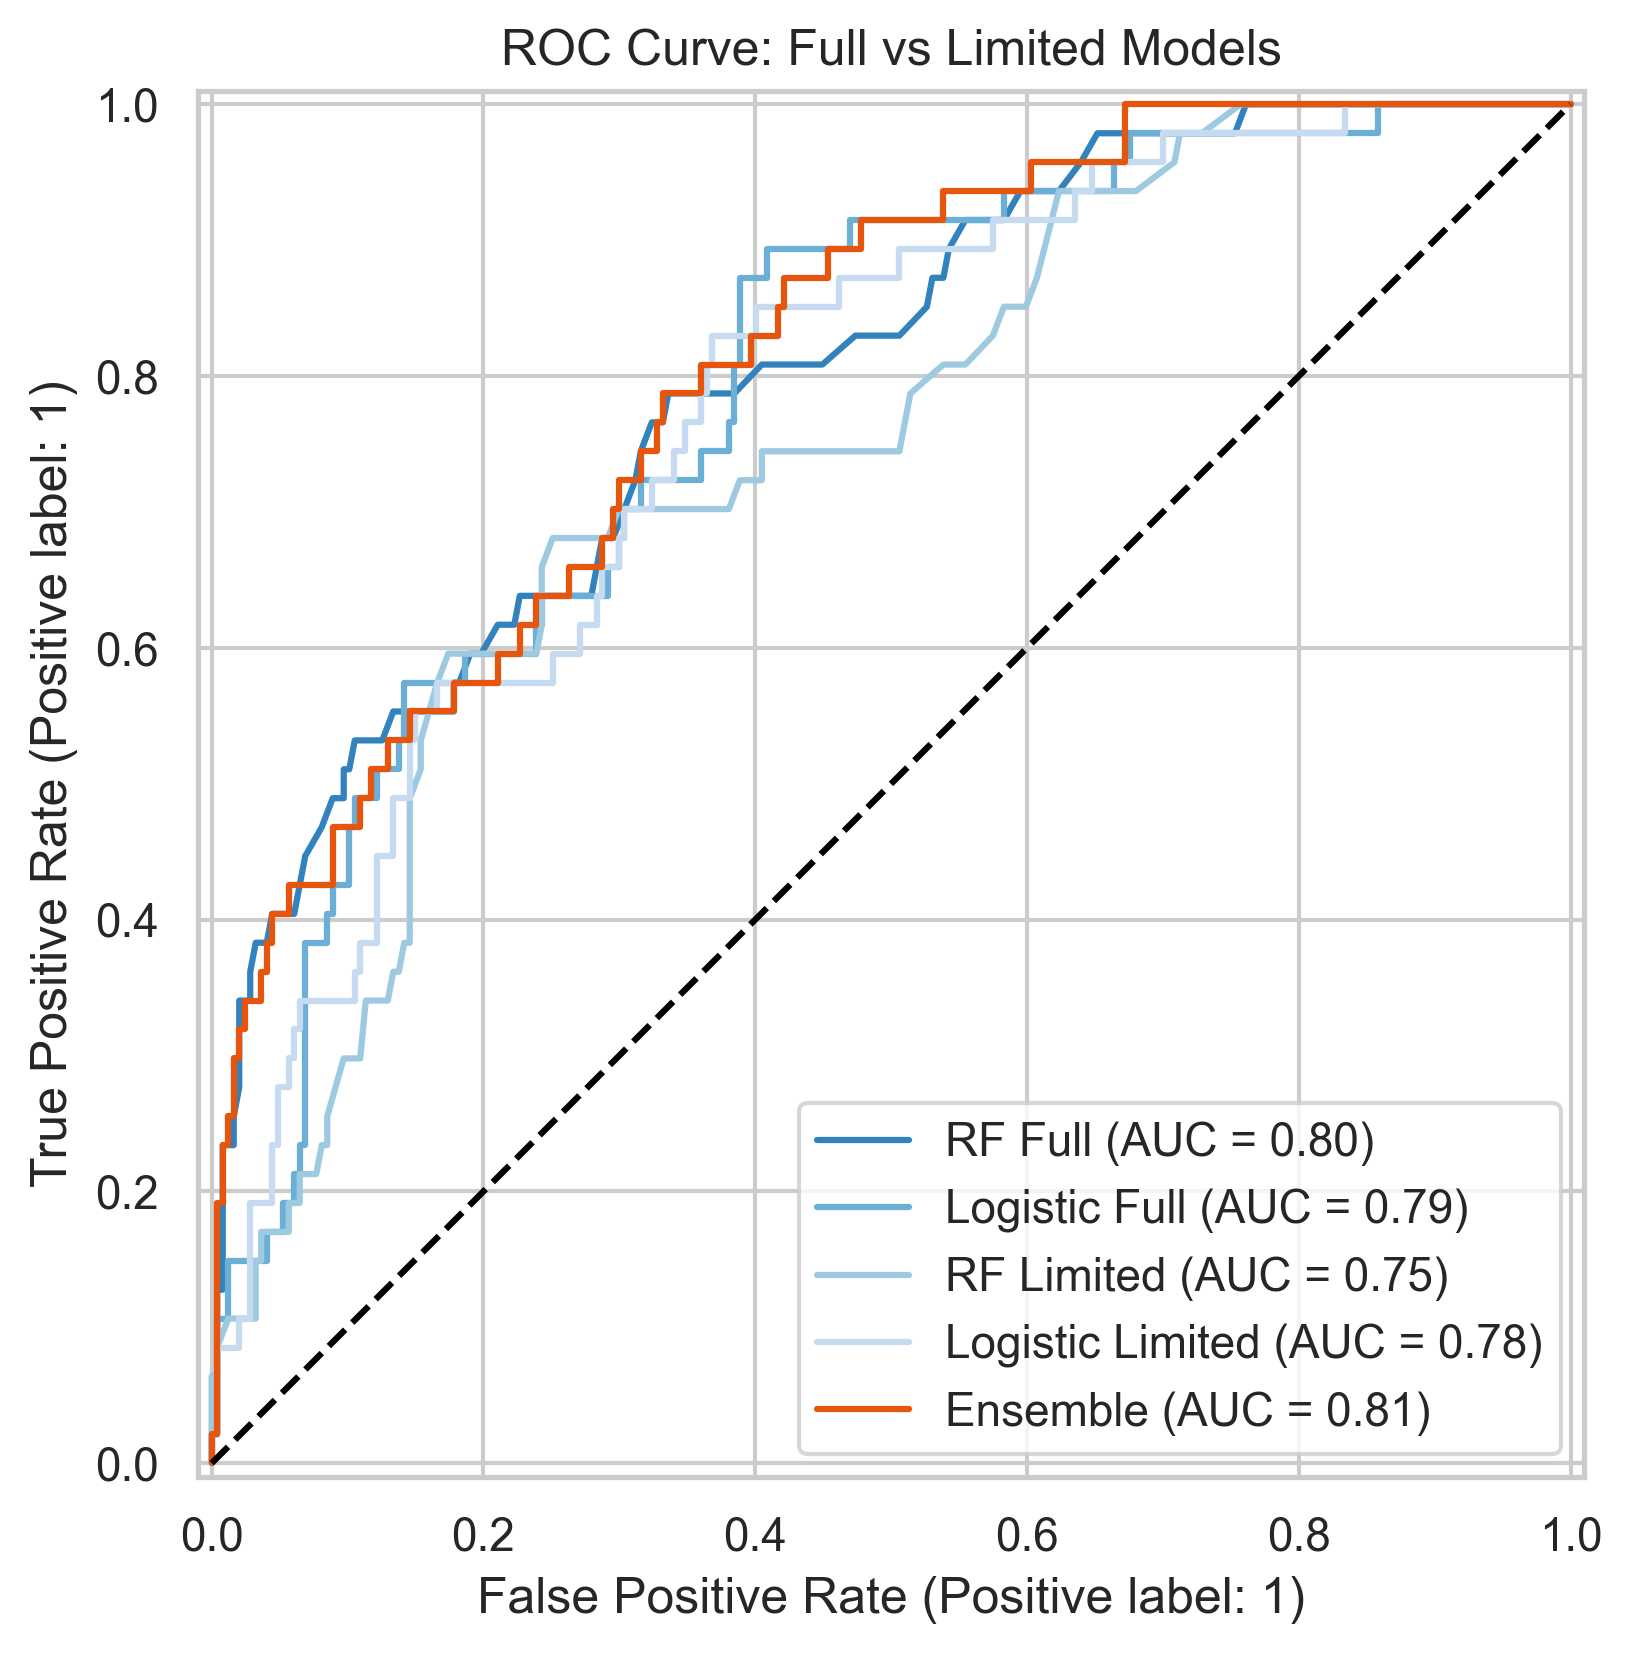 ROC Curve: Full vs Limited Models
True Positive Rate (Positive label: 1)
1.0
0.8
0.6
0.4
0.2
0.0
RF Full (AUC = 0.80)
Logistic Full (AUC = 0.79)
RF Limited (AUC = 0.75)
Logistic Limited (AUC = 0.78)
Ensemble (AUC = 0.81)
0.0 0.2 0.4 0.6 0.8 1.0
False Positive Rate (Positive label: 1)